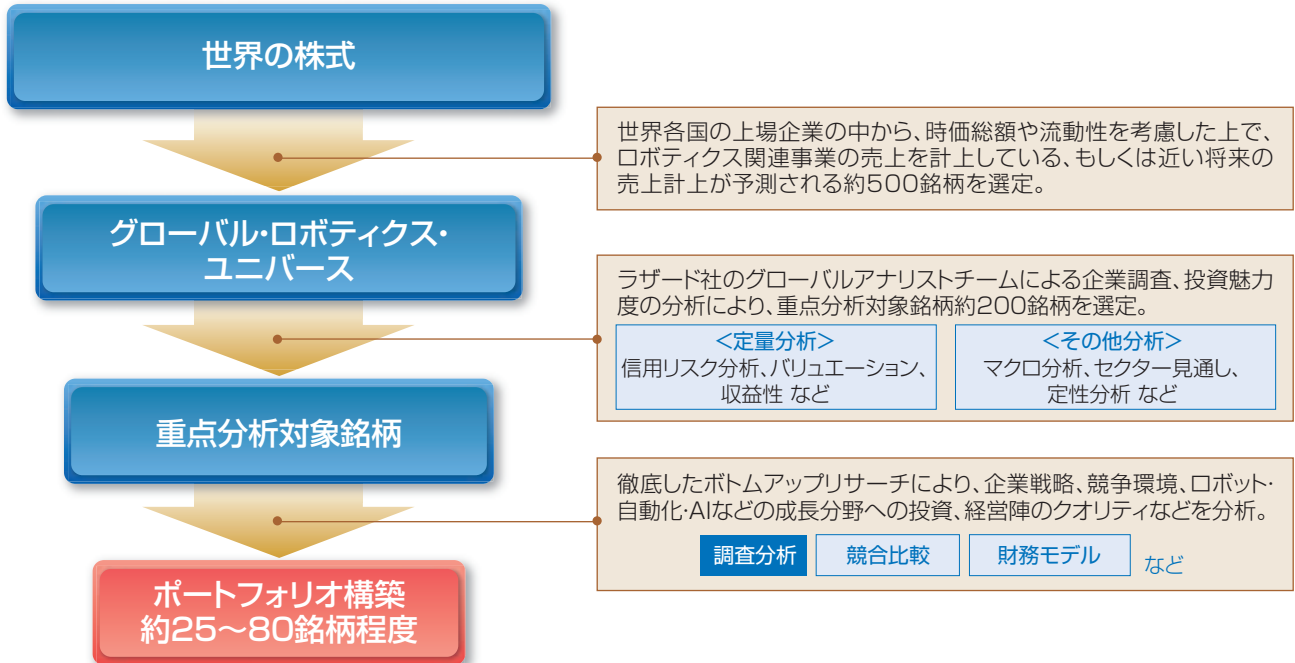 世界の株式
世界各国の上場企業の中から、時価総額や流動性を考慮した上で、
ロボティクス関連事業の売上を計上している、もしくは近い将来の
売上計上が予測される約500銘柄を選定。
グローバル・ロボティクス・
ユニバース
ラザード社のグローバルアナリストチームによる企業調査、投資魅力
度の分析により、重点分析対象銘柄約200銘柄を選定。
<定量分析>
信用リスク分析、バリュエーション、
収益性 など
<その他分析>
マクロ分析、セクター見通し、
定性分析 など
重点分析対象銘柄
徹底したボトムアップリサーチにより、企業戦略、競争環境、ロボット・
自動化・AIなどの成長分野への投資、経営陣のクオリティなどを分析。
調査分析
競合比較
財務モデル
など
ポートフォリオ構築
約25〜80銘柄程度